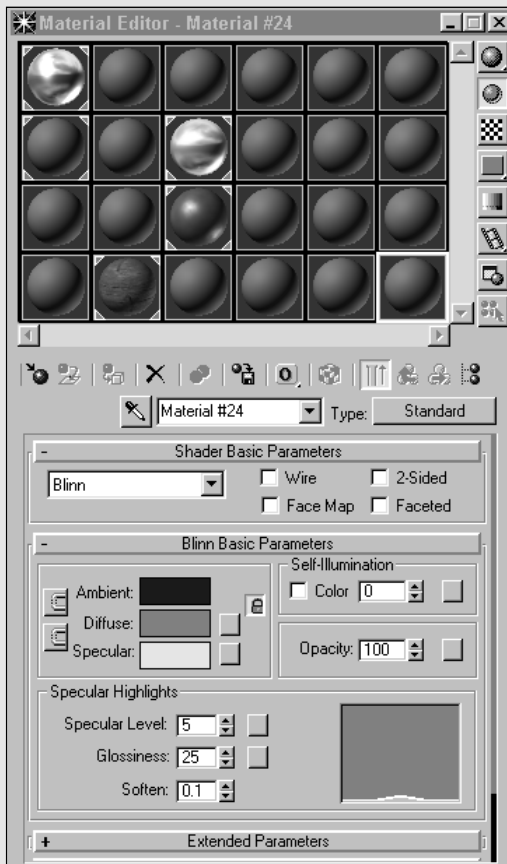 Material Editor - Material #24
Material #24 Type: Standard
- Shader Basic Parameters
Blinn Wire 2-Sided
Face Map Faceted
- Blinn Basic Parameters
Self-Illumination
Ambient: Color 0
Diffuse:
Specular: Opacity: 100
Specular Highlights
Specular Level: 5
Glossiness: 25
Soften: 0.1
+ Extended Parameters